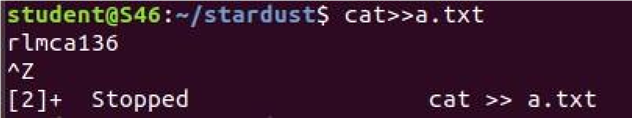 student@S46:~/stardust$ cat>>a.txt
rlmca136
^Z
[2]+  Stopped                 cat >> a.txt